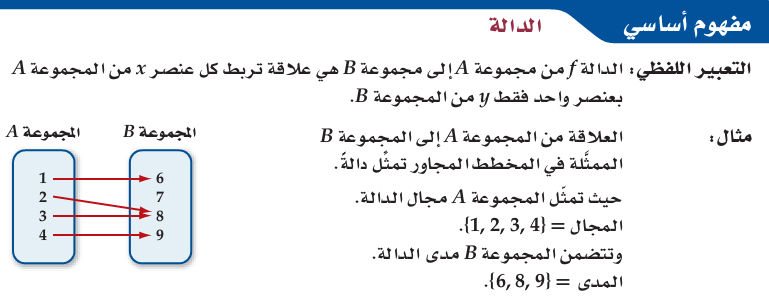 مفهوم أساسي
الدالة
التعبير اللفظي: الدالة f من مجموعة A إلى مجموعة B هي علاقة تربط كل عنصر x من المجموعة A
بعنصر واحد فقط y من المجموعة B.
مثال: العلاقة من المجموعة A إلى المجموعة B
الممثَّلة في المخطط المجاور تمثِّل دالةً.
حيث تمثّل المجموعة A مجال الدالة.
المجال = {1, 2, 3, 4}.
وتتضمن المجموعة B مدى الدالة.
المدى = {6, 8, 9}.
المجموعة B
المجموعة A
1 6
2 7
3 8
4 9